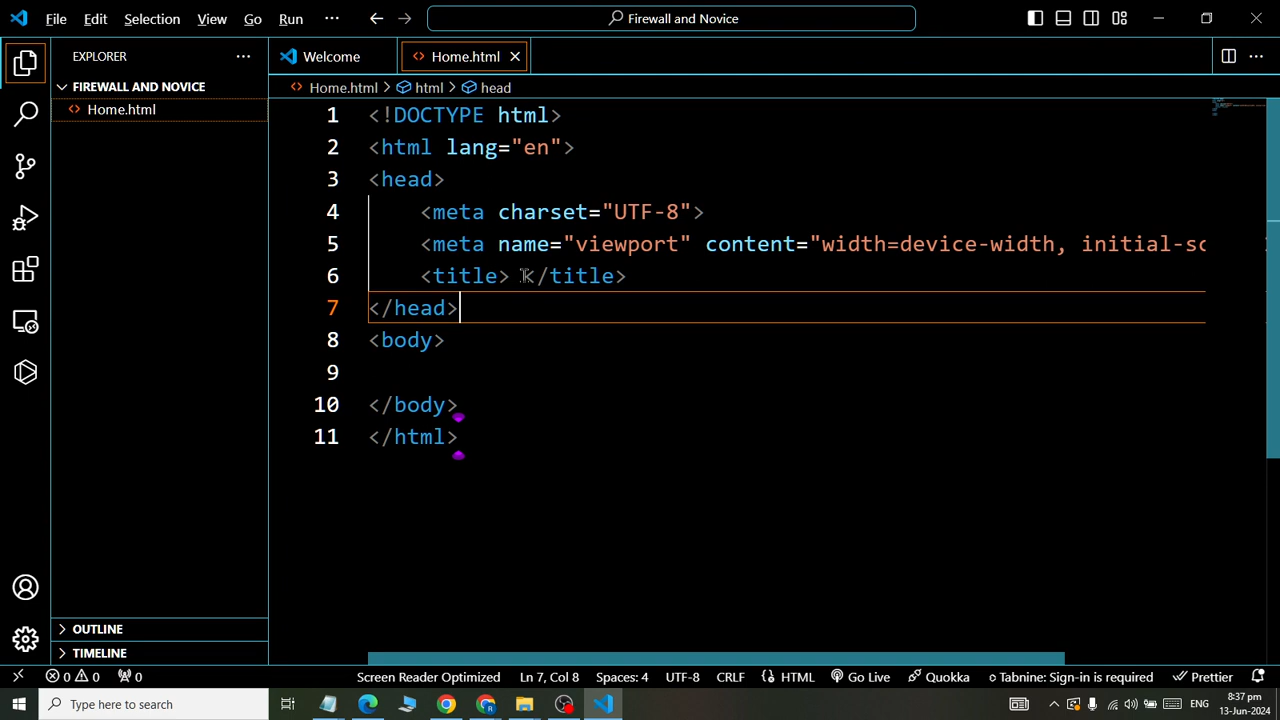 File Edit Selection View Go Run ··· Firewall and Novice
EXPLORER ···
FIREWALL AND NOVICE
Home.html
Welcome Home.html
Home.html > html > head
1 <!DOCTYPE html>
2 <html lang="en">
3 <head>
4 <meta charset="UTF-8">
5 <meta name="viewport" content="width=device-width, initial-sc
6 <title> </title>
7 </head>
8 <body>
9
10 </body>
11 </html>
OUTLINE
TIMELINE
0 0 0 Screen Reader Optimized Ln 7, Col 8 Spaces: 4 UTF-8 CRLF HTML Go Live Quokka Tabnine: Sign-in is required Prettier
Type here to search ENG 8:37 pm
13-Jun-2024